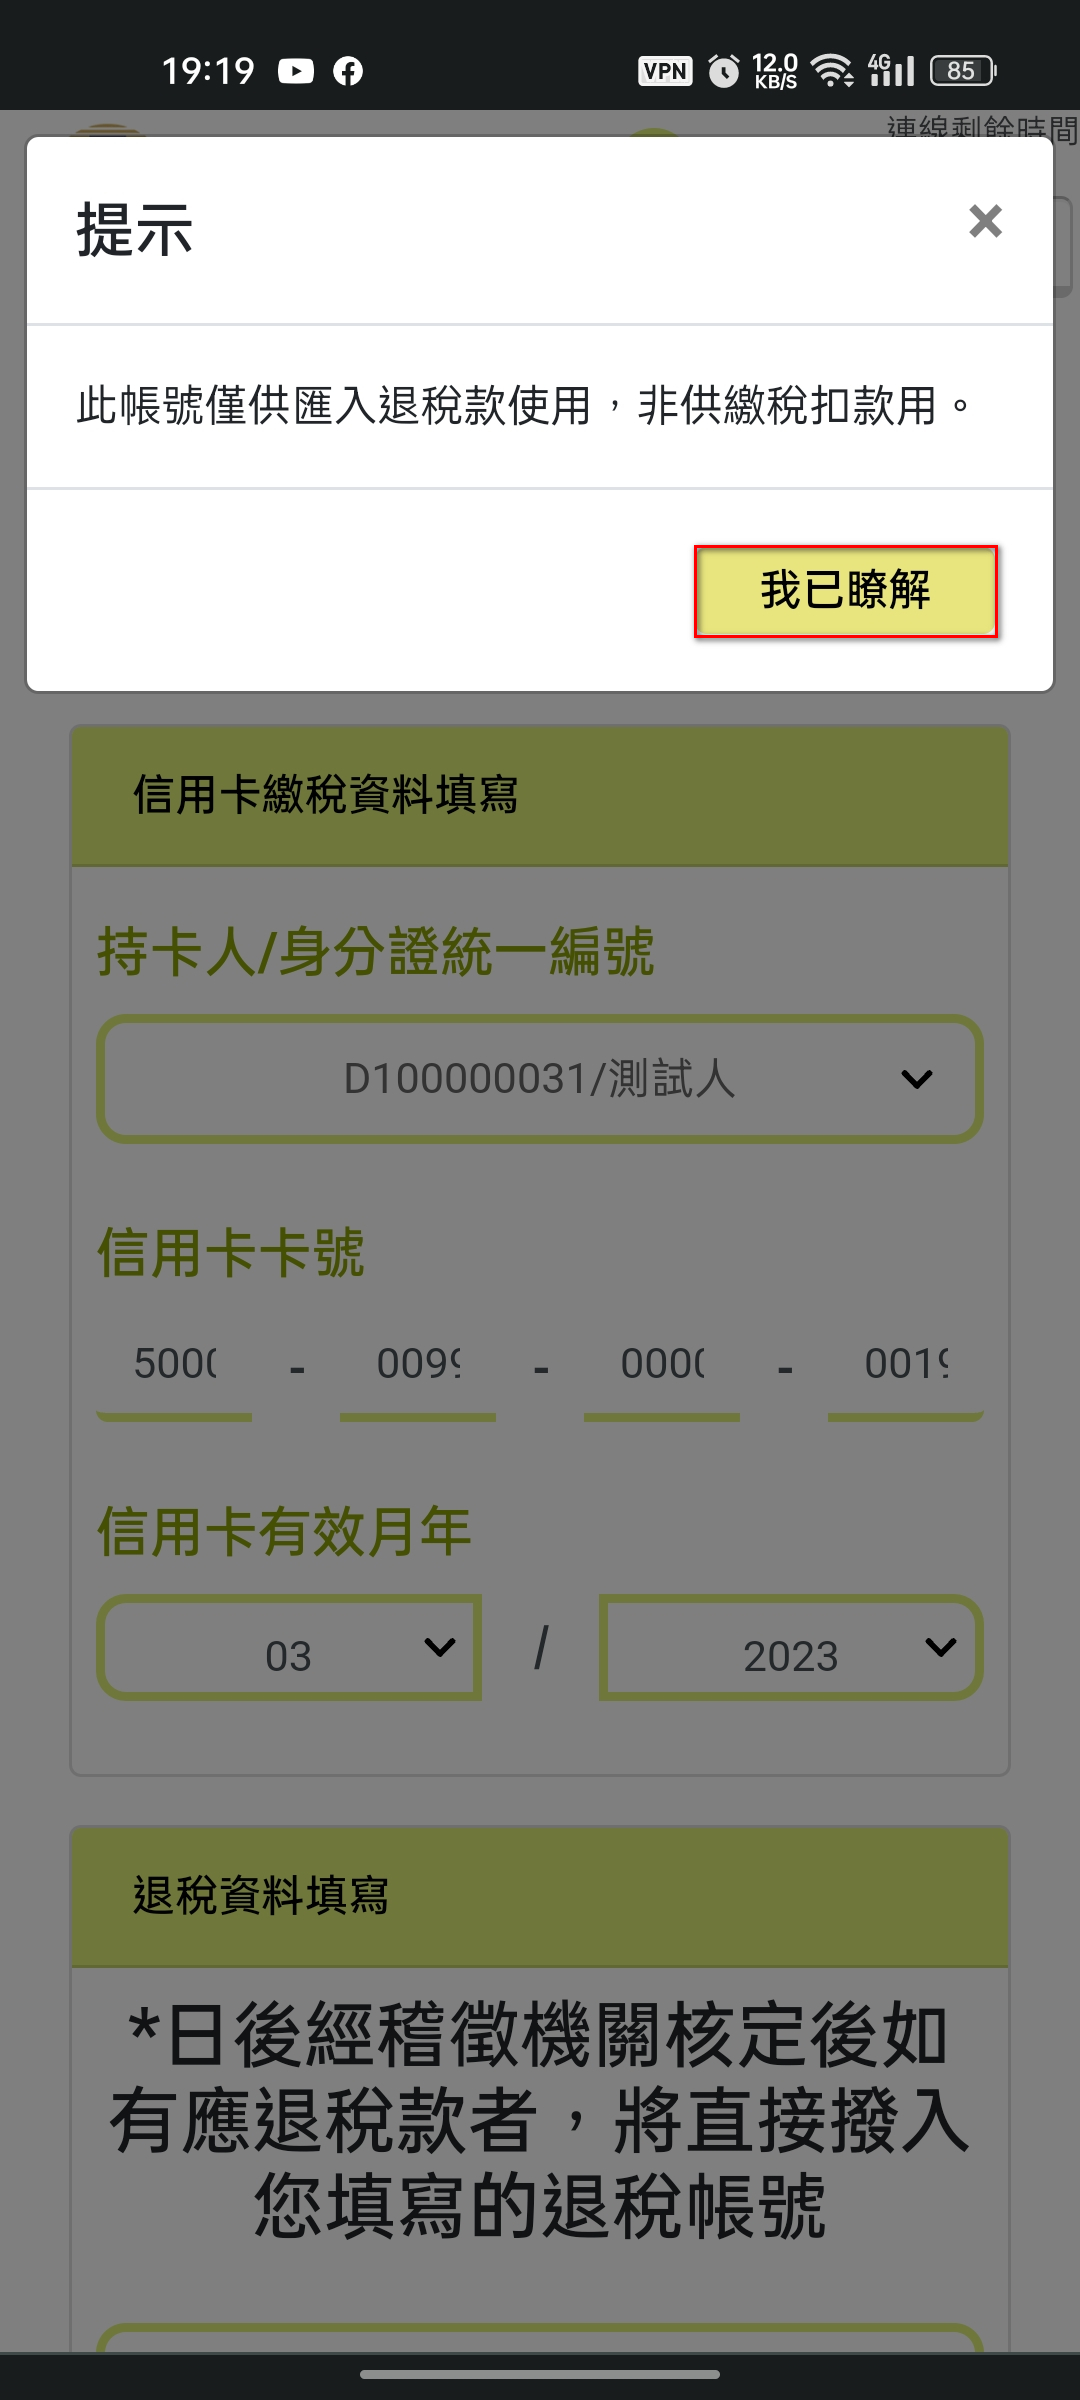 19:19
VPN 12.0 KB/S 4G 85
連線剩餘時間
提示
×
此帳號僅供匯入退稅款使用，非供繳稅扣款用。
我已瞭解
信用卡繳稅資料填寫
持卡人/身分證統一編號
D100000031/測試人
信用卡卡號
5000 - 0099 - 0000 - 0019
信用卡有效月年
03 / 2023
退稅資料填寫
*日後經稽徵機關核定後如
有應退稅款者，將直接撥入
您填寫的退稅帳號